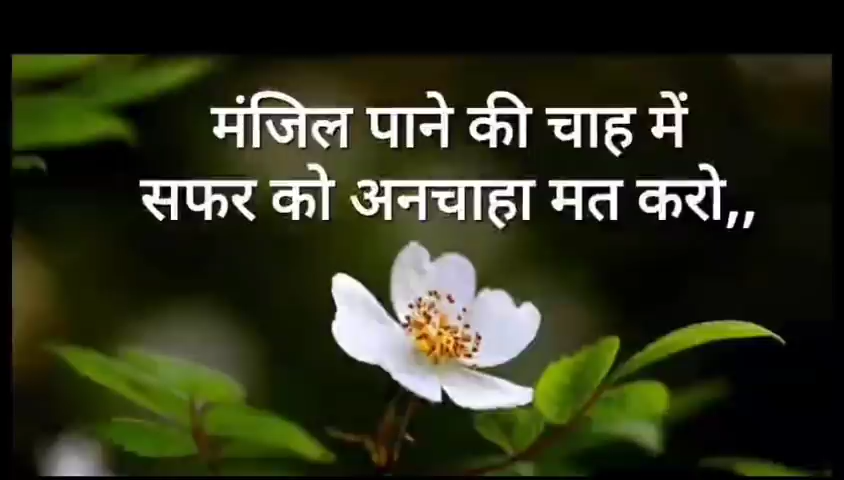 मंजिल पाने की चाह में
सफर को अनचाहा मत करो,,